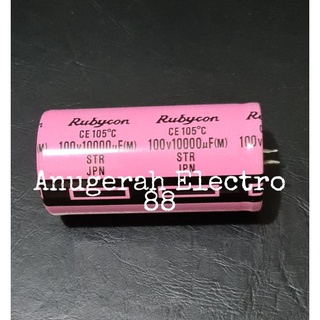 Rubycon Rubycon
CE 105°C CE 105°C
(M) 100v10000μF(M) 100v10000μF(M)
STR STR
JPN JPN
Anugerah Electro
88